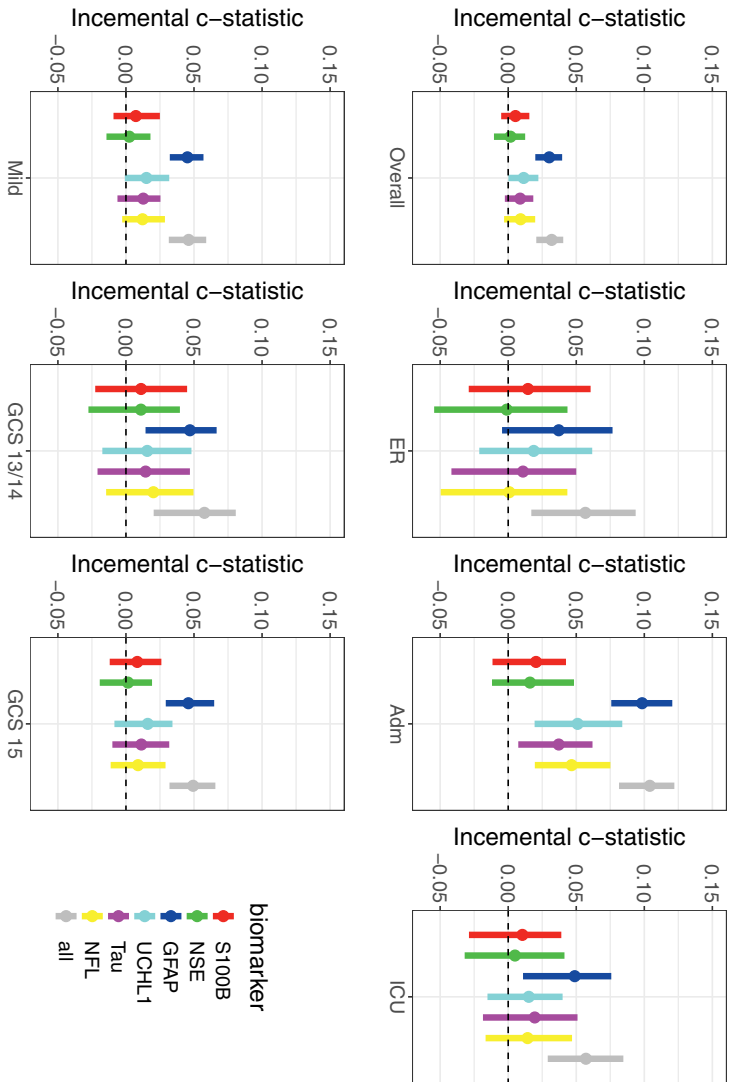 Incemental c−statistic
0.15
0.10
0.05
0.00
−0.05
Overall
Incemental c−statistic
0.15
0.10
0.05
0.00
−0.05
ER
Incemental c−statistic
0.15
0.10
0.05
0.00
−0.05
Adm
Incemental c−statistic
0.15
0.10
0.05
0.00
−0.05
ICU
Incemental c−statistic
0.15
0.10
0.05
0.00
−0.05
Mild
Incemental c−statistic
0.15
0.10
0.05
0.00
−0.05
GCS 13/14
Incemental c−statistic
0.15
0.10
0.05
0.00
−0.05
GCS 15
biomarker
S100B
NSE
GFAP
UCHL1
Tau
NFL
all